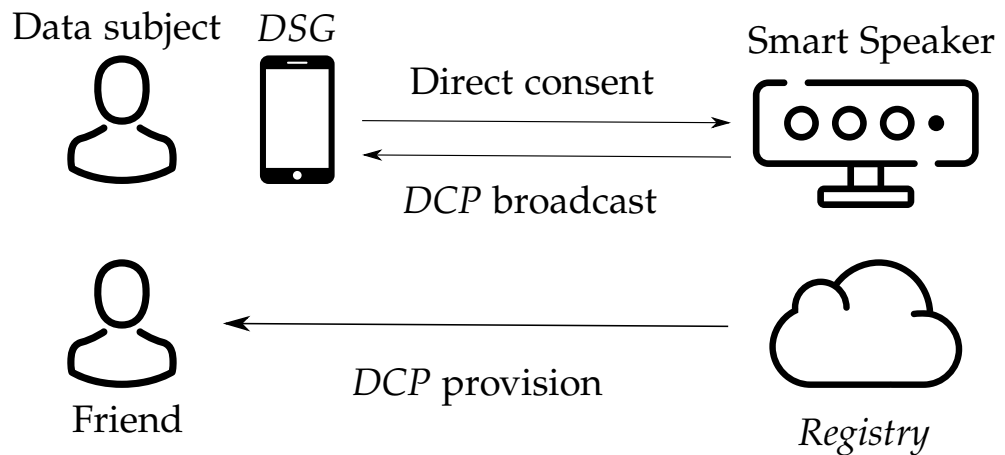 Data subject
DSG
Smart Speaker
Direct consent
DCP broadcast
DCP provision
Friend
Registry